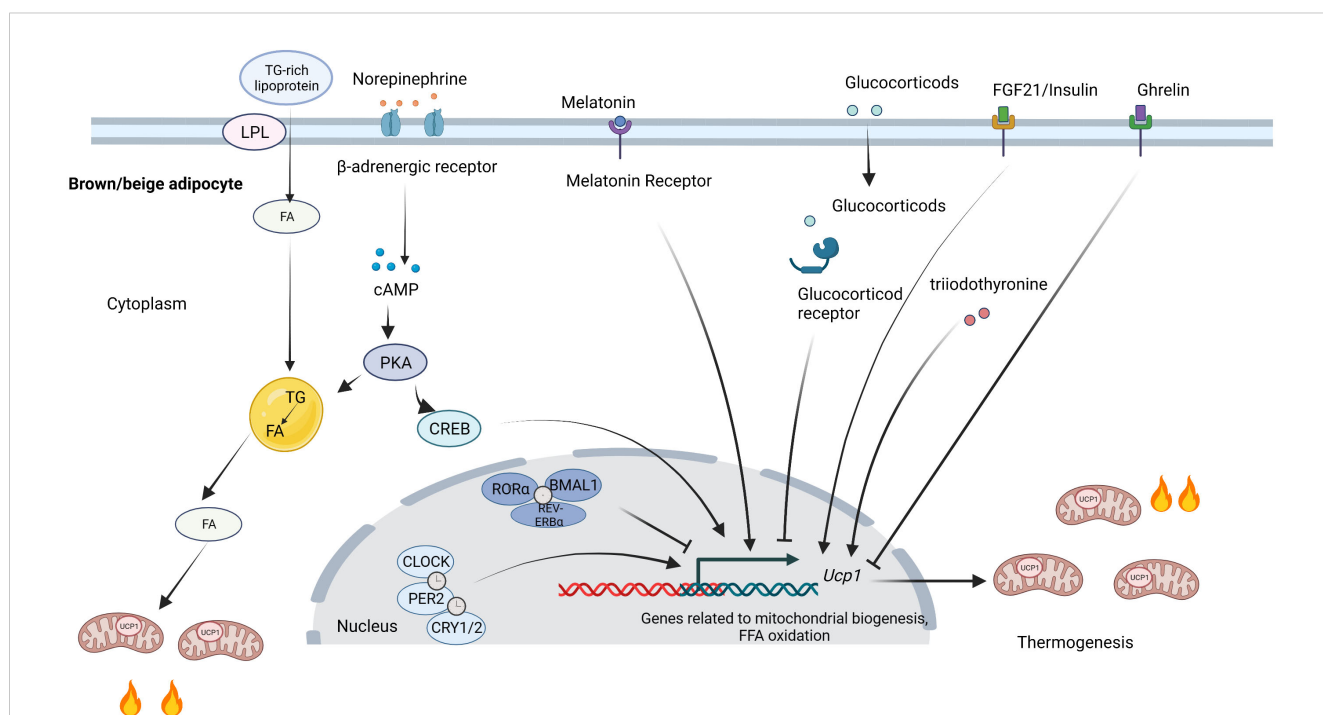 TG-rich
lipoprotein
Norepinephrine
Melatonin
Glucocorticods
FGF21/Insulin
Ghrelin
LPL
β-adrenergic receptor
Brown/beige adipocyte
Melatonin Receptor
FA
Glucocorticods
cAMP
Cytoplasm
Glucocorticod
receptor
triiodothyronine
PKA
TG
FA
CREB
RORα
BMAL1
REV-
ERBα
FA
CLOCK
PER2
CRY1/2
Nucleus
Ucp1
Genes related to mitochondrial biogenesis,
FFA oxidation
UCP1
UCP1
UCP1
UCP1
UCP1
Thermogenesis